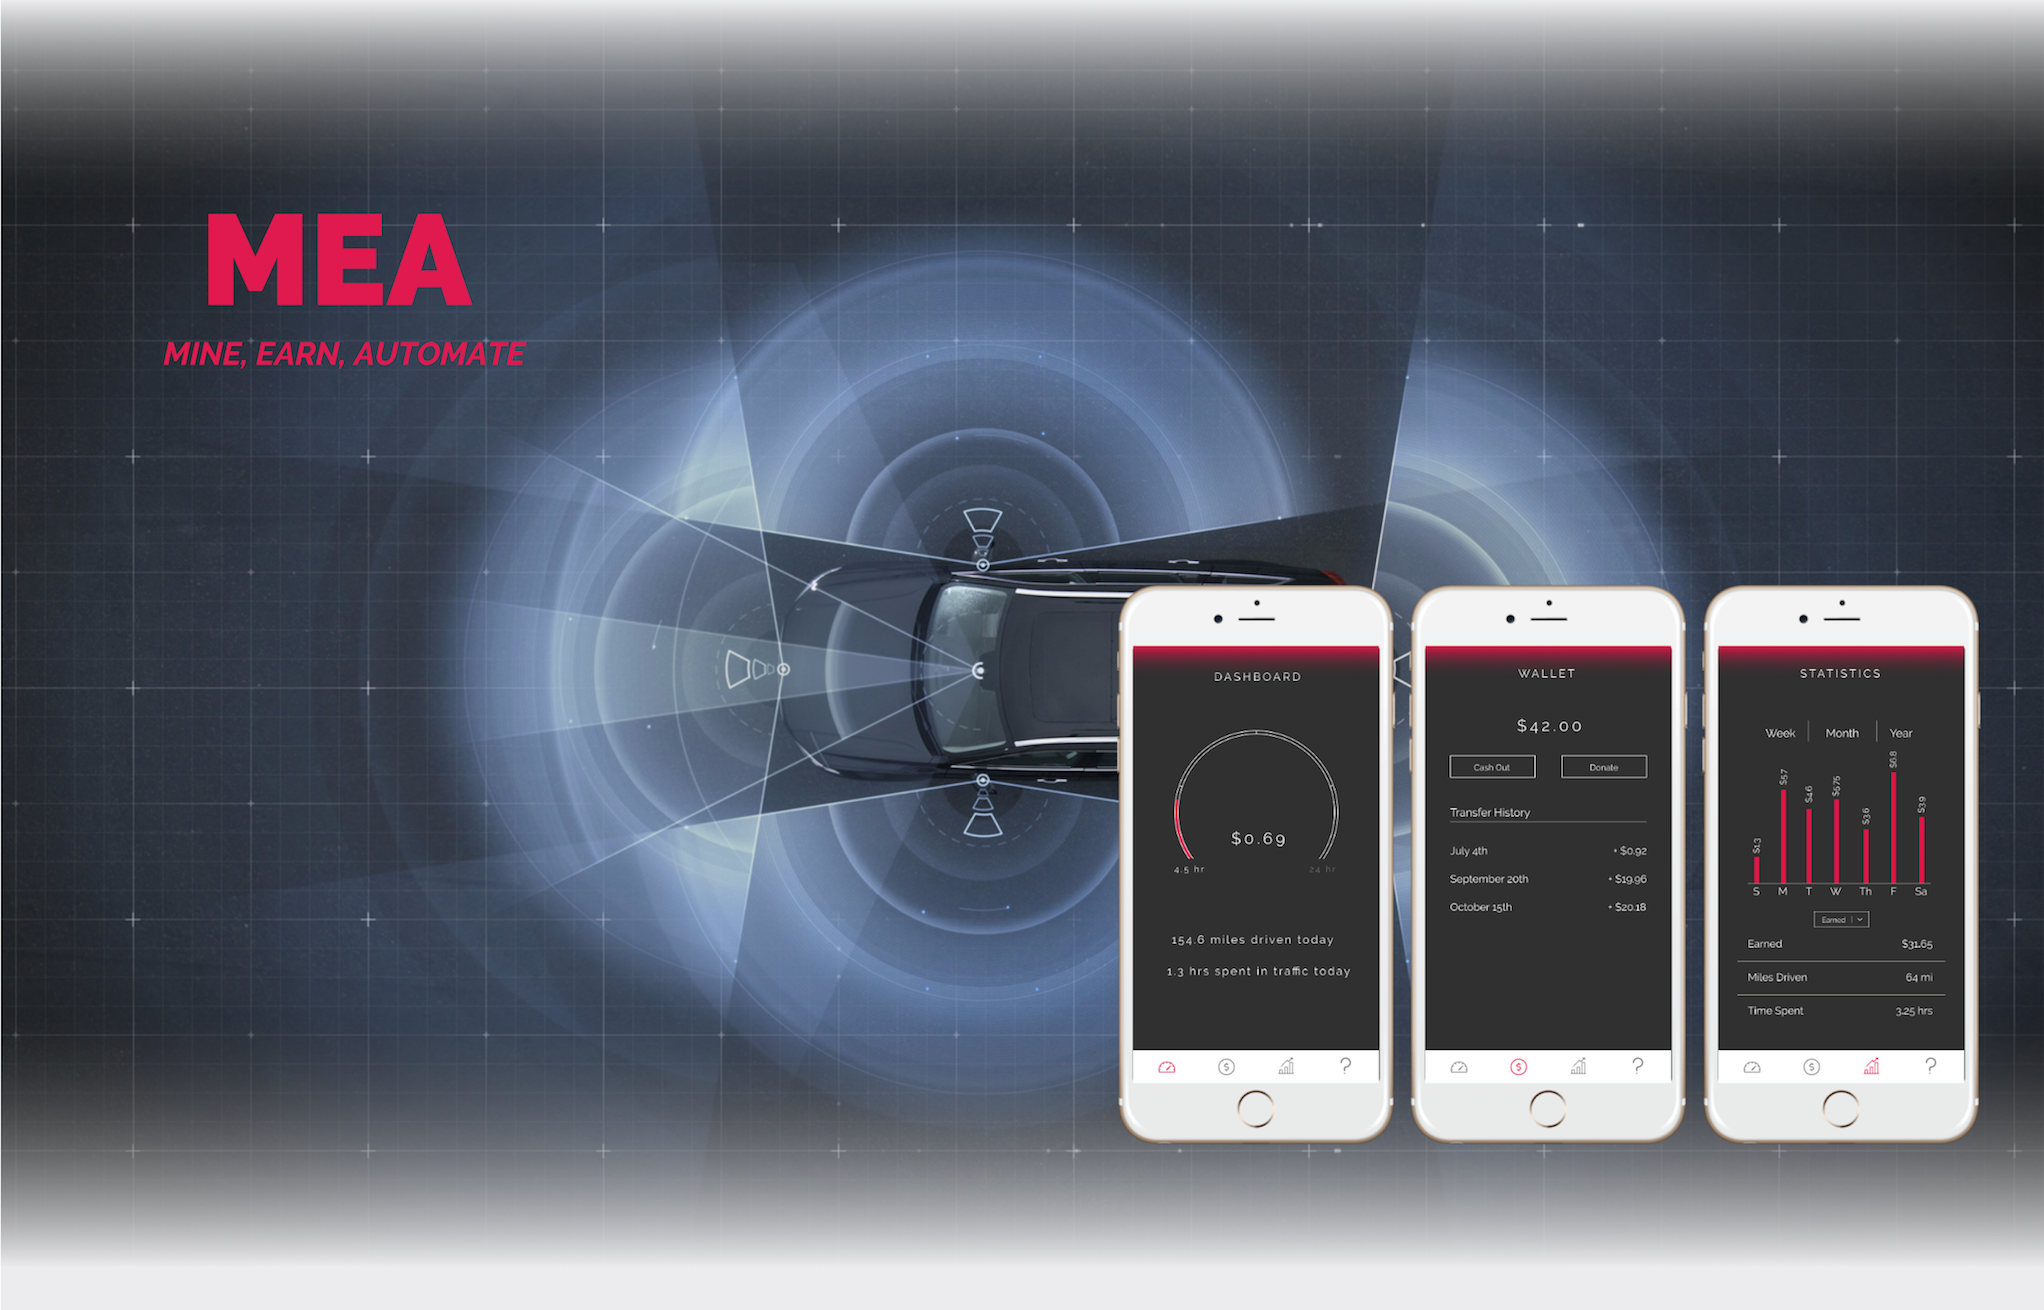 MEA
MINE, EARN, AUTOMATE
DASHBOARD
$0.69
4.5 hr
24 hr
154.6 miles driven today
1.3 hrs spent in traffic today
?
WALLET
$42.00
Cash Out
Donate
Transfer History
July 4th + $0.92
September 20th + $19.96
October 15th + $20.18
?
STATISTICS
Week Month Year
$1.3 $5.7 $4.6 $5.75 $3.6 $6.8 $3.9
S M T W Th F Sa
Earned
Earned $31.65
Miles Driven 64 mi
Time Spent 3.25 hrs
?